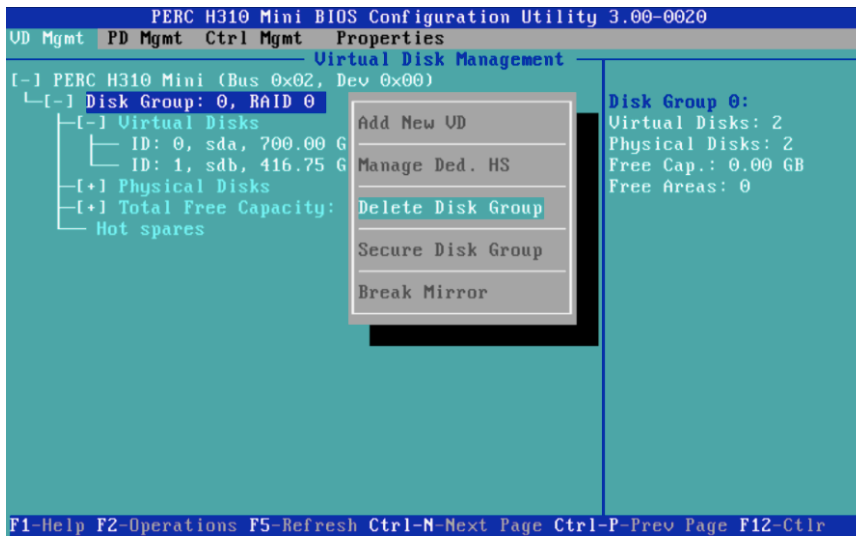 PERC H310 Mini BIOS Configuration Utility 3.00-0020
VD Mgmt PD Mgmt Ctrl Mgmt Properties
Virtual Disk Management
[-] PERC H310 Mini (Bus 0x02, Dev 0x00)
[-] Disk Group: 0, RAID 0
[-] Virtual Disks
ID: 0, sda, 700.00 G
ID: 1, sdb, 416.75 G
[+] Physical Disks
[+] Total Free Capacity:
Hot spares
Add New VD
Manage Ded. HS
Delete Disk Group
Secure Disk Group
Break Mirror
Disk Group 0:
Virtual Disks: 2
Physical Disks: 2
Free Cap.: 0.00 GB
Free Areas: 0
F1-Help F2-Operations F5-Refresh Ctrl-N-Next Page Ctrl-P-Prev Page F12-Ctlr